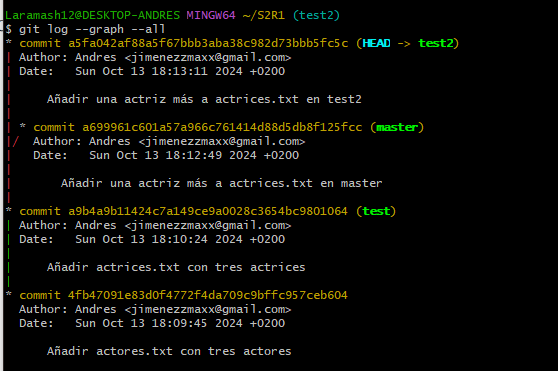 Laramash12@DESKTOP-ANDRES MINGW64 ~/S2R1 (test2)
$ git log --graph --all
* commit a5fa042af88a5f67bbb3aba38c982d73bbb5fc5c (HEAD -> test2)
| Author: Andres <jimenezzmaxx@gmail.com>
| Date:   Sun Oct 13 18:13:11 2024 +0200
|
|     Añadir una actriz más a actrices.txt en test2
|
| * commit a699961c601a57a966c761414d88d5db8f125fcc (master)
|/  Author: Andres <jimenezzmaxx@gmail.com>
|   Date:   Sun Oct 13 18:12:49 2024 +0200
|
|       Añadir una actriz más a actrices.txt en master
|
* commit a9b4a9b11424c7a149ce9a0028c3654bc9801064 (test)
| Author: Andres <jimenezzmaxx@gmail.com>
| Date:   Sun Oct 13 18:10:24 2024 +0200
|
|     Añadir actrices.txt con tres actrices
|
* commit 4fb47091e83d0f4772f4da709c9bffc957ceb604
  Author: Andres <jimenezzmaxx@gmail.com>
  Date:   Sun Oct 13 18:09:45 2024 +0200

      Añadir actores.txt con tres actores